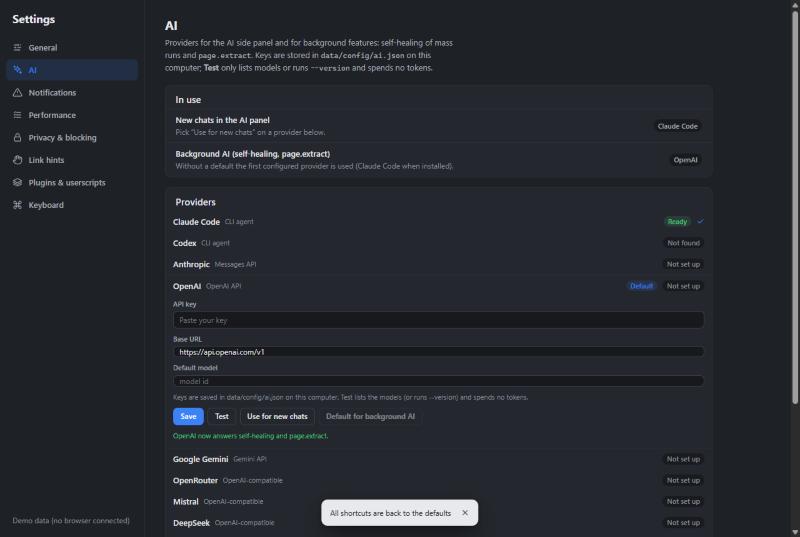 Settings
General
AI
Notifications
Performance
Privacy & blocking
Link hints
Plugins & userscripts
Keyboard
Demo data (no browser connected)
AI
Providers for the AI side panel and for background features: self-healing of mass
runs and page.extract. Keys are stored in data/config/ai.json on this
computer; Test only lists models or runs --version and spends no tokens.
In use
New chats in the AI panel
Pick "Use for new chats" on a provider below.
Claude Code
Background AI (self-healing, page.extract)
Without a default the first configured provider is used (Claude Code when installed).
OpenAI
Providers
Claude Code CLI agent Ready
Codex CLI agent Not found
Anthropic Messages API Not set up
OpenAI OpenAI API Default Not set up
API key
Paste your key
Base URL
https://api.openai.com/v1
Default model
model id
Keys are saved in data/config/ai.json on this computer. Test lists the models (or runs --version) and spends no tokens.
Save Test Use for new chats Default for background AI
OpenAI now answers self-healing and page.extract.
Google Gemini Gemini API Not set up
OpenRouter OpenAI-compatible Not set up
Mistral OpenAI-compatible Not set up
DeepSeek OpenAI-compatible Not set up
All shortcuts are back to the defaults